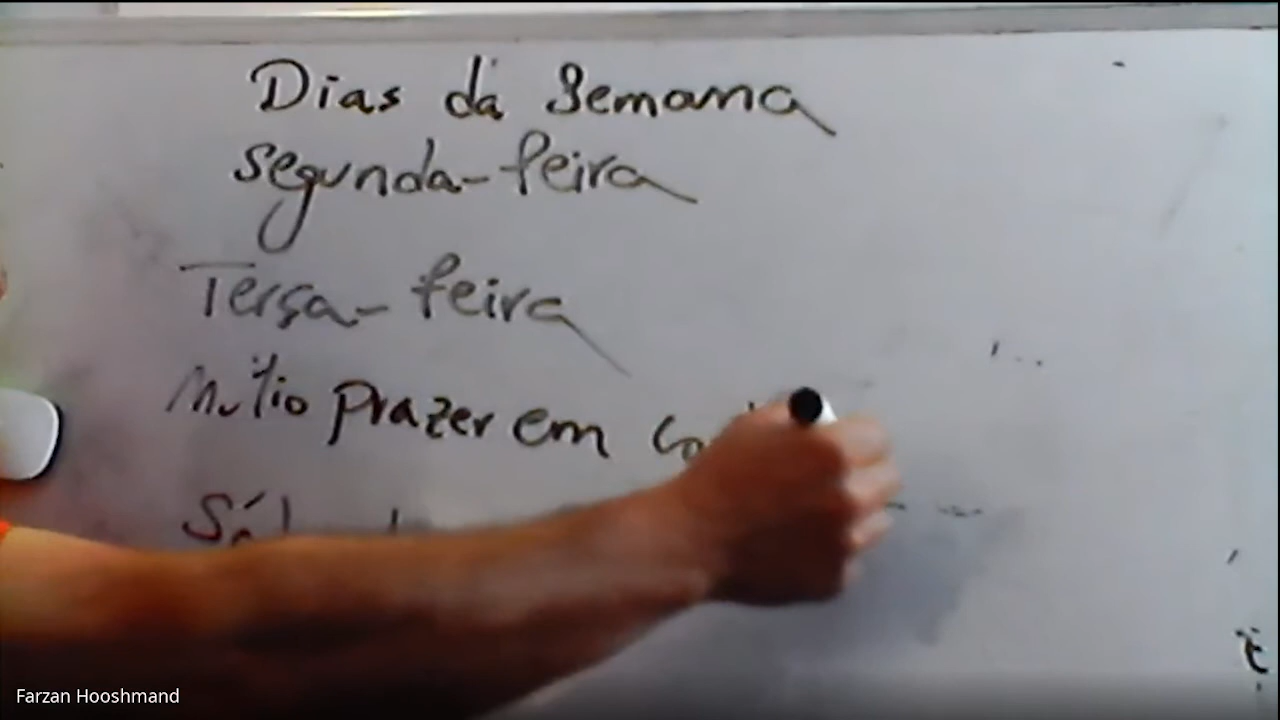 Dias da Semana
segunda-feira
Terça-feira
Mutio prazer em
Farzan Hooshmand